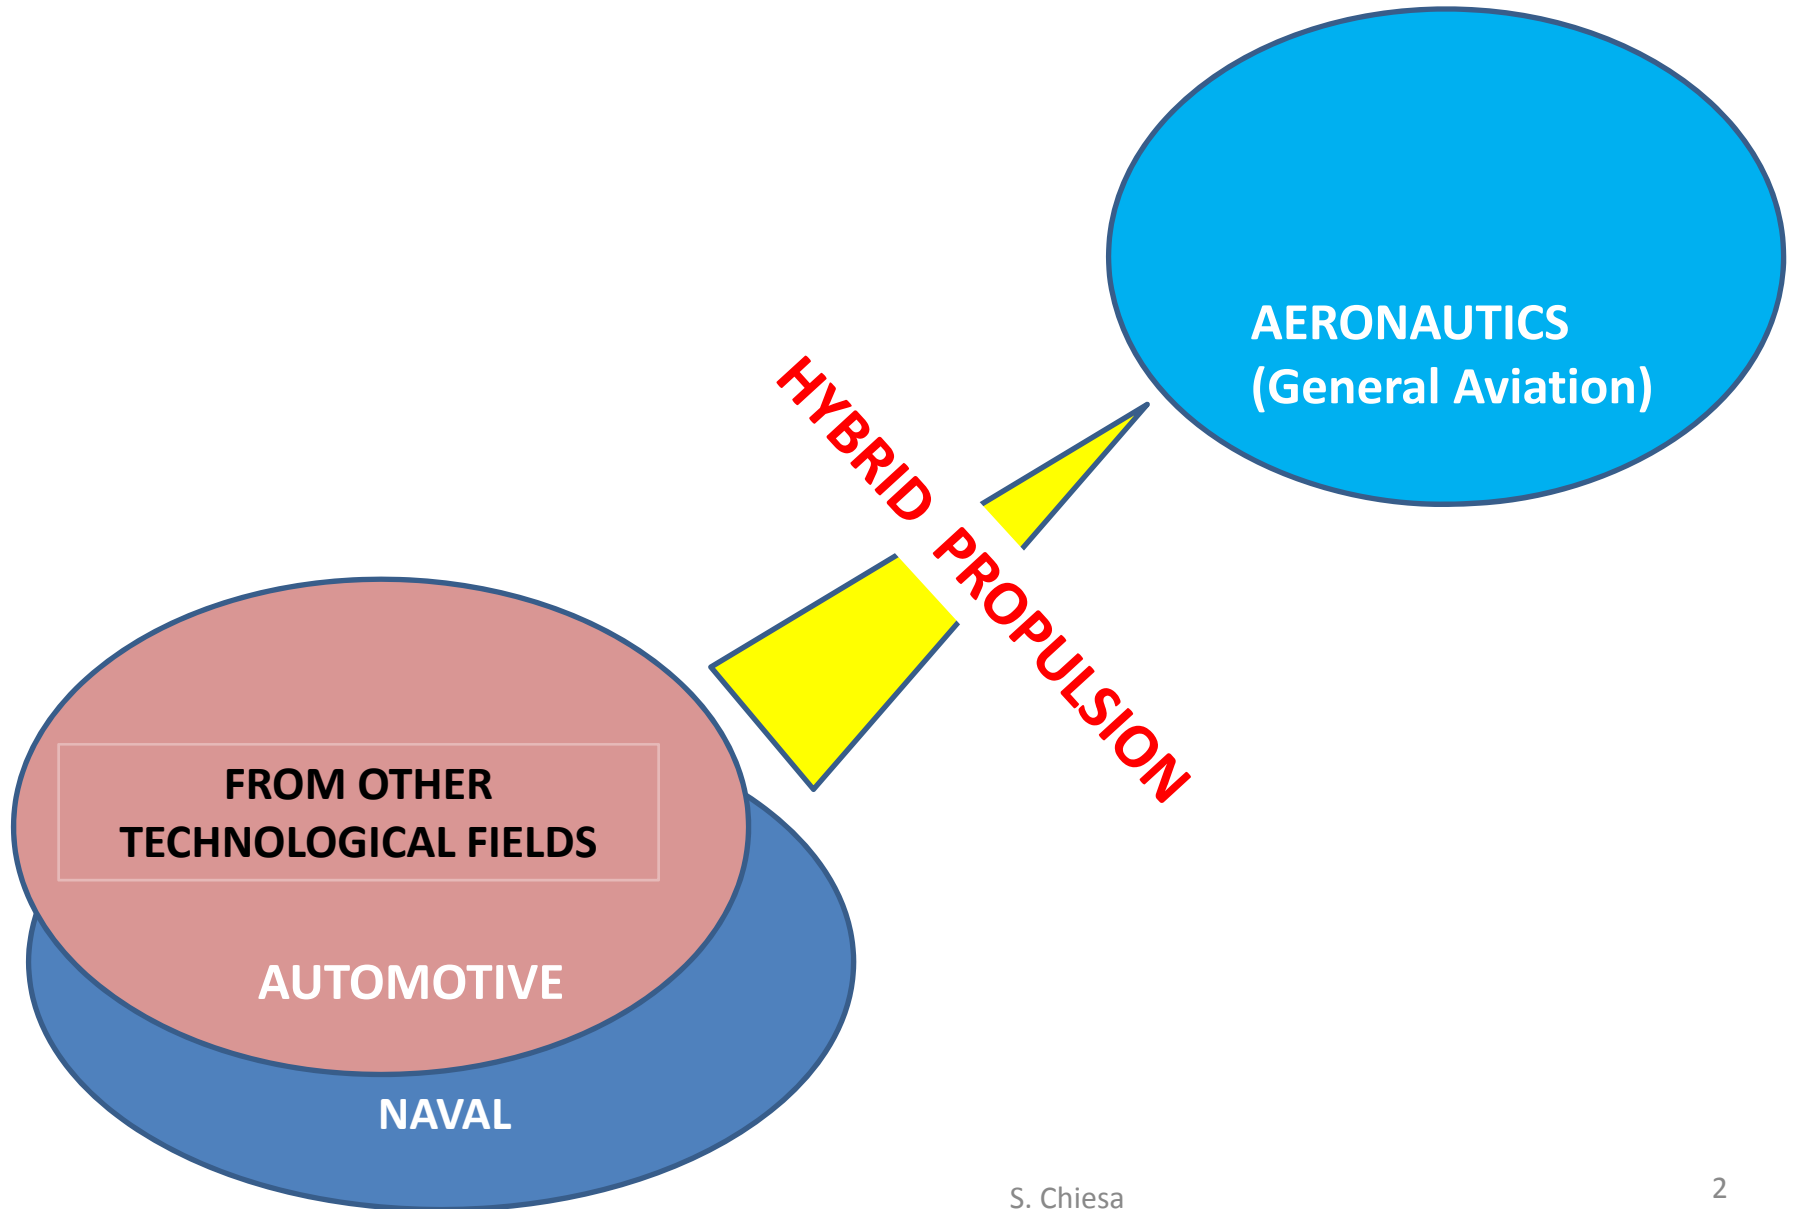 AERONAUTICS
(General Aviation)
HYBRID PROPULSION
FROM OTHER
TECHNOLOGICAL FIELDS
AUTOMOTIVE
NAVAL
S. Chiesa
2